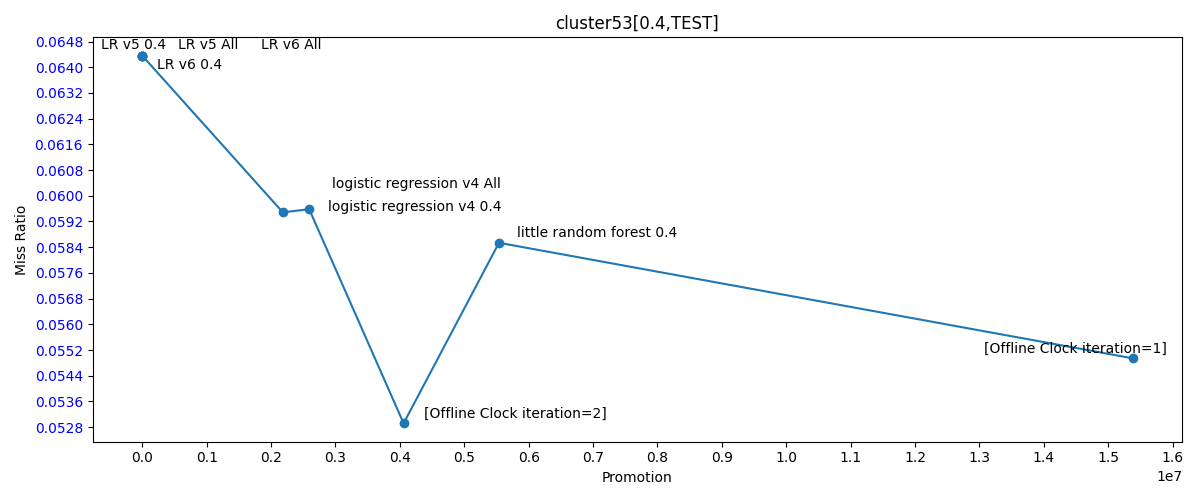 cluster53[0.4,TEST]
0.0648
0.0640
0.0632
0.0624
0.0616
0.0608
0.0600
0.0592
0.0584
0.0576
0.0568
0.0560
0.0552
0.0544
0.0536
0.0528
Miss Ratio
LR v5 0.4 LR v5 All LR v6 All
LR v6 0.4
logistic regression v4 All
logistic regression v4 0.4
little random forest 0.4
[Offline Clock iteration=1]
[Offline Clock iteration=2]
0.0 0.1 0.2 0.3 0.4 0.5 0.6 0.7 0.8 0.9 1.0 1.1 1.2 1.3 1.4 1.5 1.6
1e7
Promotion